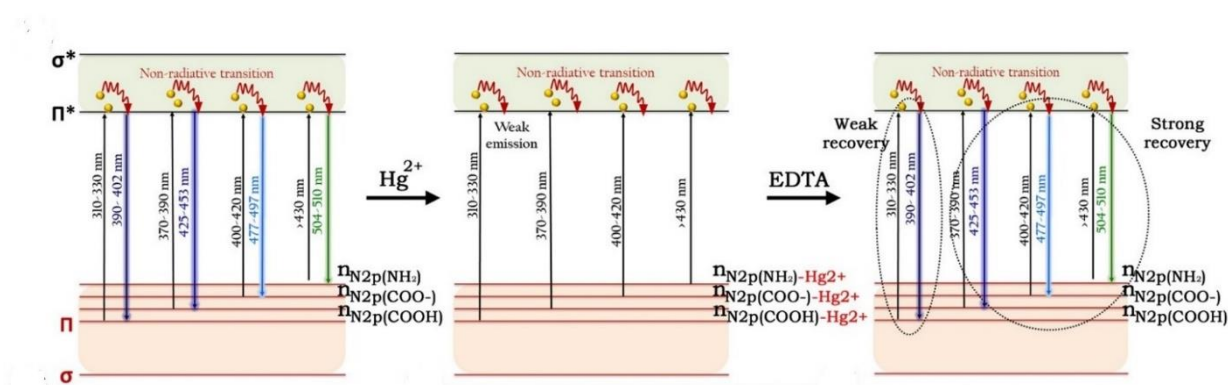 σ*
Non-radiative transition
Π*
310-330 nm
390- 402 nm
370-390 nm
425-453 nm
400-420 nm
477-497 nm
>430 nm
504-510 nm
nN2p(NH₂)
nN2p(COO-)
nN2p(COOH)
Π
σ
Hg²⁺
Non-radiative transition
Weak
emission
310-330 nm
370-390 nm
400-420 nm
>430 nm
nN2p(NH₂)-Hg2+
nN2p(COO-)-Hg2+
nN2p(COOH)-Hg2+
EDTA
Non-radiative transition
Weak
recovery
Strong
recovery
310-330 nm
390- 402 nm
370-390 nm
425-453 nm
400-420 nm
477-497 nm
>430 nm
504-510 nm
nN2p(NH₂)
nN2p(COO-)
nN2p(COOH)